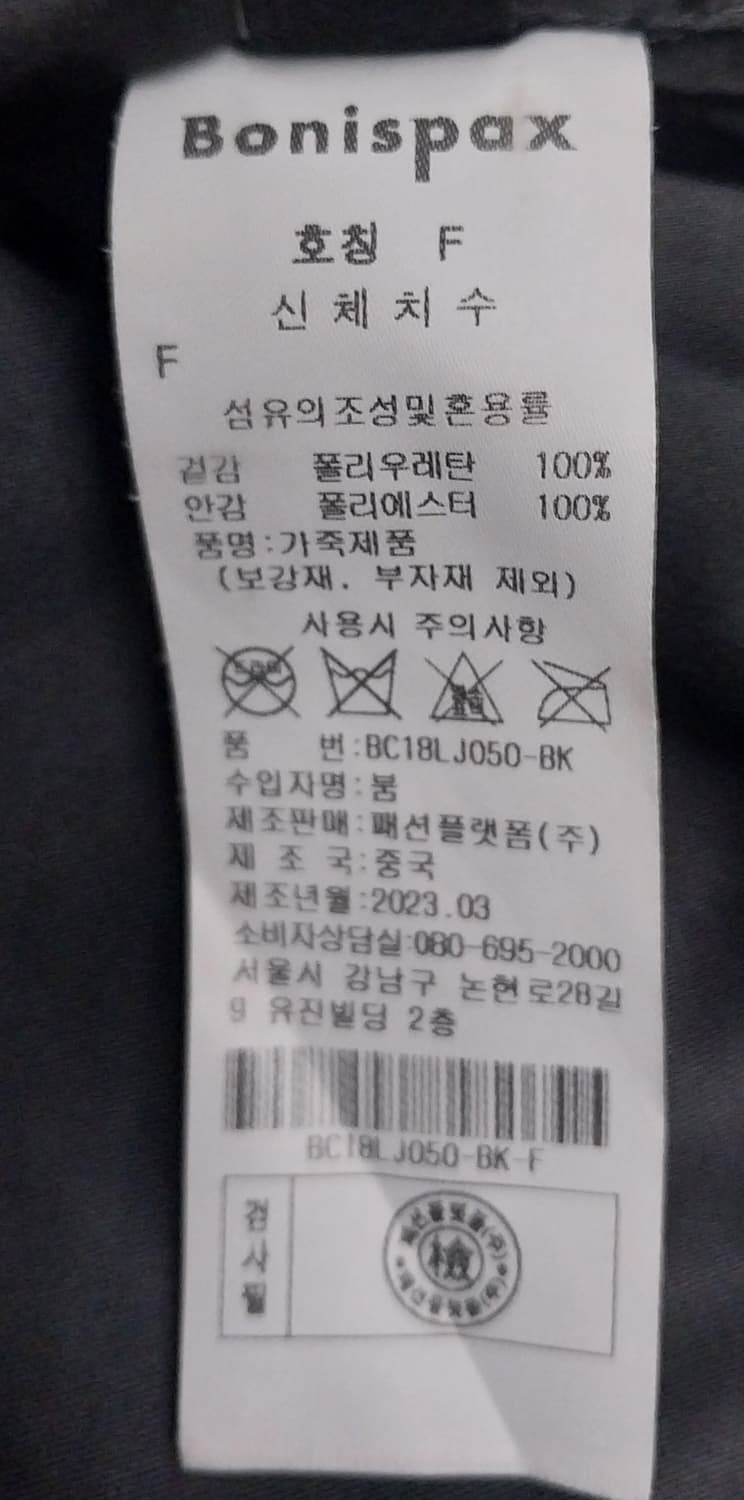 Bonispax
호칭 F
신체치수
F
섬유의조성및혼용률
겉감 폴리우레탄 100%
안감 폴리에스터 100%
품명:가죽제품
(보강재. 부자재 제외)
사용시 주의사항
품 번:BC18LJ050-BK
수입자명:붐
제조판매:패션플랫폼(주)
제 조 국:중국
제조년월:2023.03
소비자상담실:080-695-2000
서울시 강남구 논현로28길
9 유진빌딩 2층
BC18LJ050-BK-F
검사필
檢